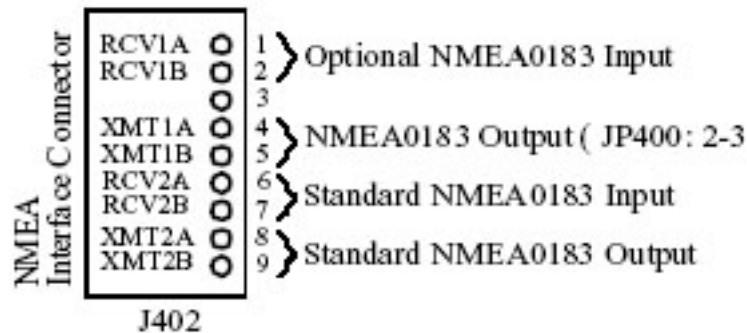 NMEA
Interface Connector
RCV1A 1 Optional NMEA0183 Input
RCV1B 2
3
XMT1A 4 NMEA0183 Output ( JP400: 2-3
XMT1B 5
RCV2A 6 Standard NMEA0183 Input
RCV2B 7
XMT2A 8 Standard NMEA0183 Output
XMT2B 9
J402